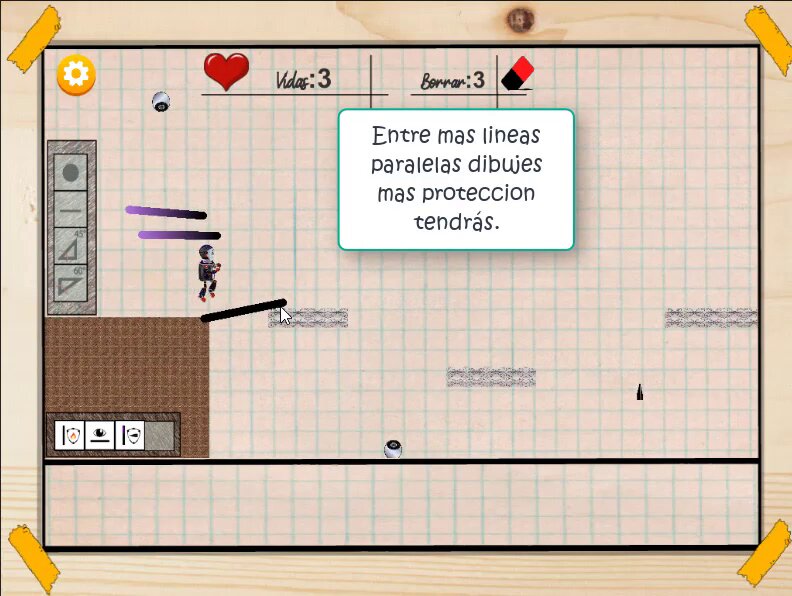 Vidas:3
Borrar:3
Entre mas lineas
paralelas dibujes
mas proteccion
tendrás.
45°
60°